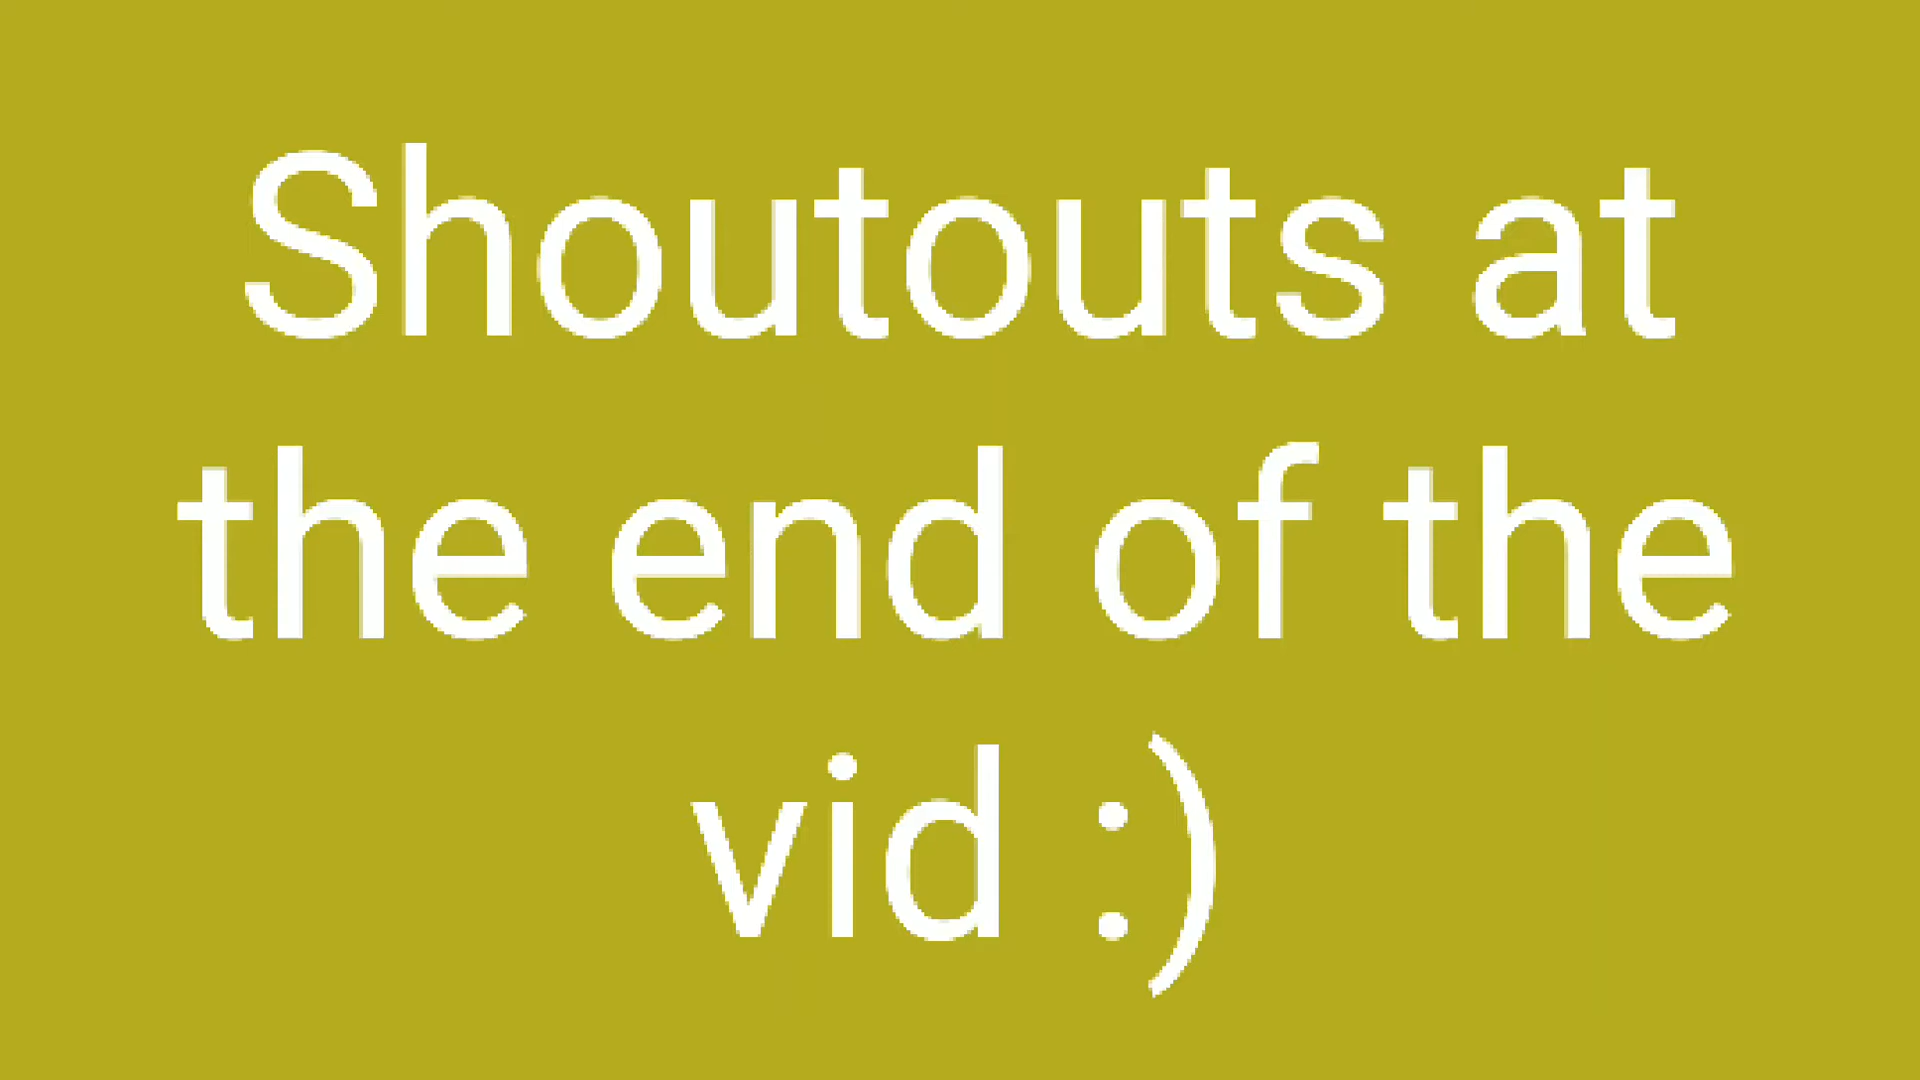 Shoutouts at
the end of the
vid :)